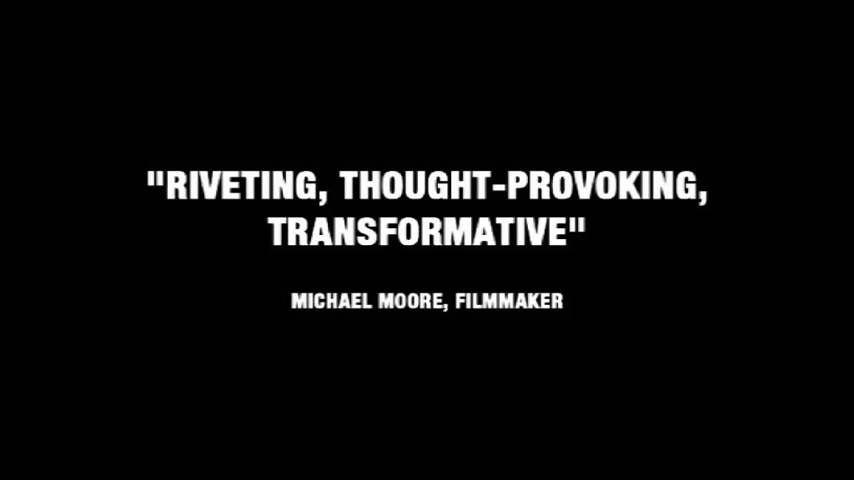 "RIVETING, THOUGHT-PROVOKING,
TRANSFORMATIVE"
MICHAEL MOORE, FILMMAKER